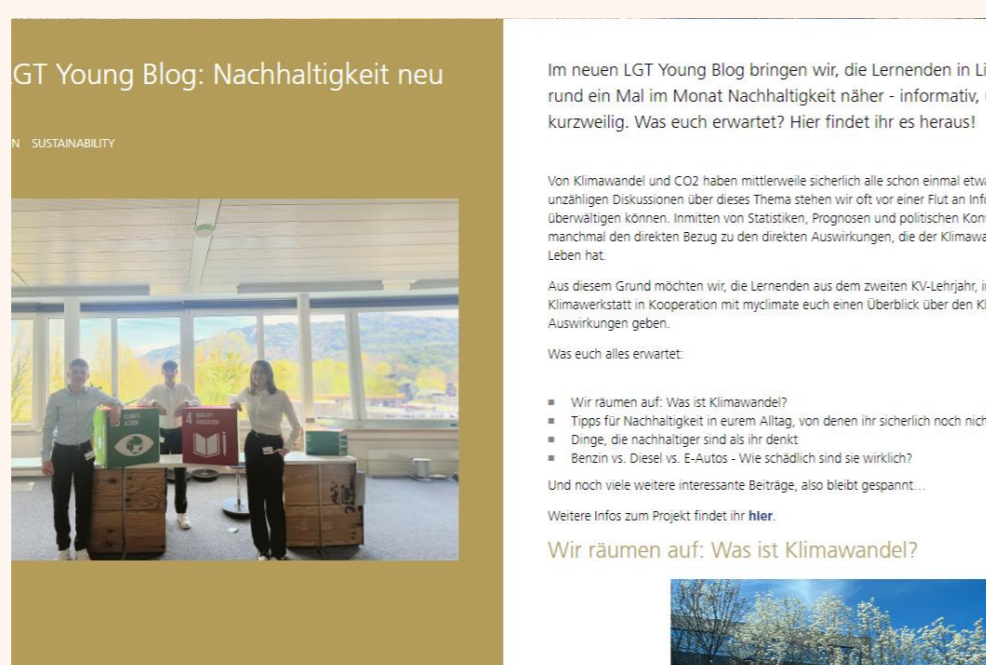 GT Young Blog: Nachhaltigkeit neu
N SUSTAINABILITY
CLIMATE ACTION
4 QUALITY EDUCATION
Im neuen LGT Young Blog bringen wir, die Lernenden in Li
rund ein Mal im Monat Nachhaltigkeit näher - informativ,
kurzweilig. Was euch erwartet? Hier findet ihr es heraus!
Von Klimawandel und CO2 haben mittlerweile sicherlich alle schon einmal etwa
unzähligen Diskussionen über dieses Thema stehen wir oft vor einer Flut an Info
überwältigen können. Inmitten von Statistiken, Prognosen und politischen Kon
manchmal den direkten Bezug zu den direkten Auswirkungen, die der Klimawa
Leben hat.
Aus diesem Grund möchten wir, die Lernenden aus dem zweiten KV-Lehrjahr, i
Klimawerkstatt in Kooperation mit myclimate euch einen Überblick über den Kl
Auswirkungen geben.
Was euch alles erwartet:
Wir räumen auf: Was ist Klimawandel?
Tipps für Nachhaltigkeit in eurem Alltag, von denen ihr sicherlich noch nich
Dinge, die nachhaltiger sind als ihr denkt
Benzin vs. Diesel vs. E-Autos - Wie schädlich sind sie wirklich?
Und noch viele weitere interessante Beiträge, also bleibt gespannt…
Weitere Infos zum Projekt findet ihr hier.
Wir räumen auf: Was ist Klimawandel?